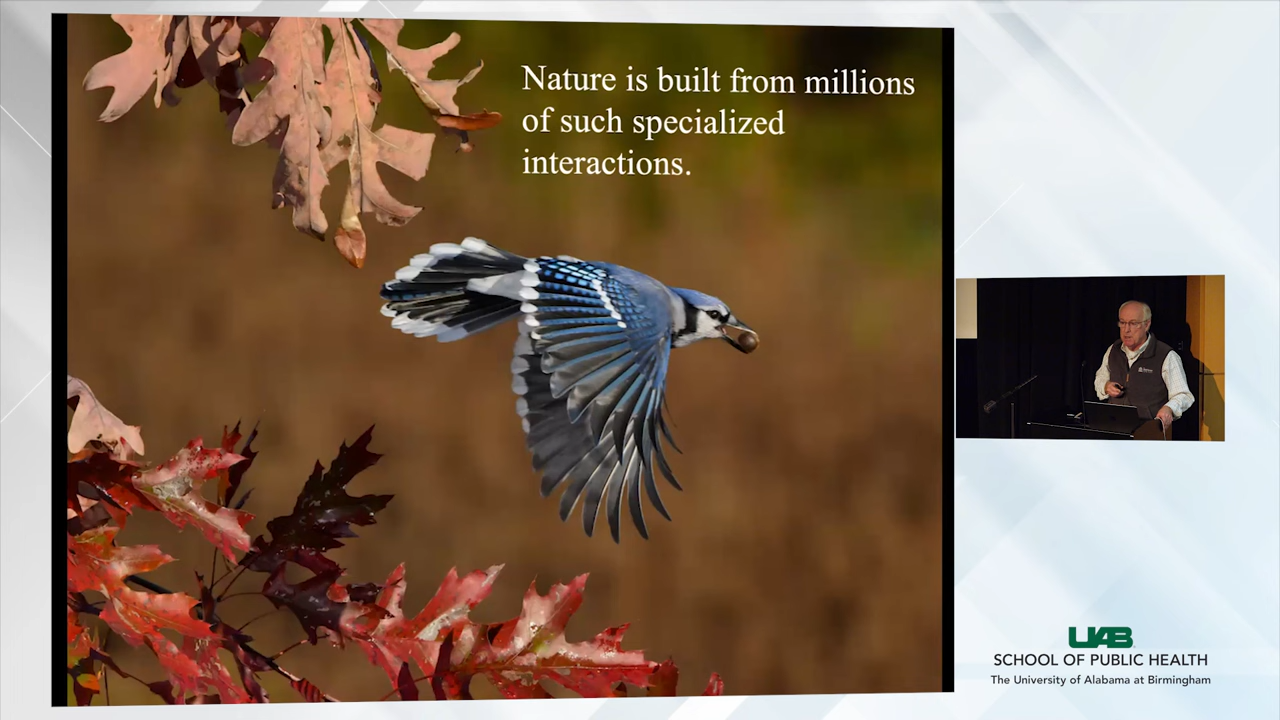 Nature is built from millions
of such specialized
interactions.
UAB
SCHOOL OF PUBLIC HEALTH
The University of Alabama at Birmingham